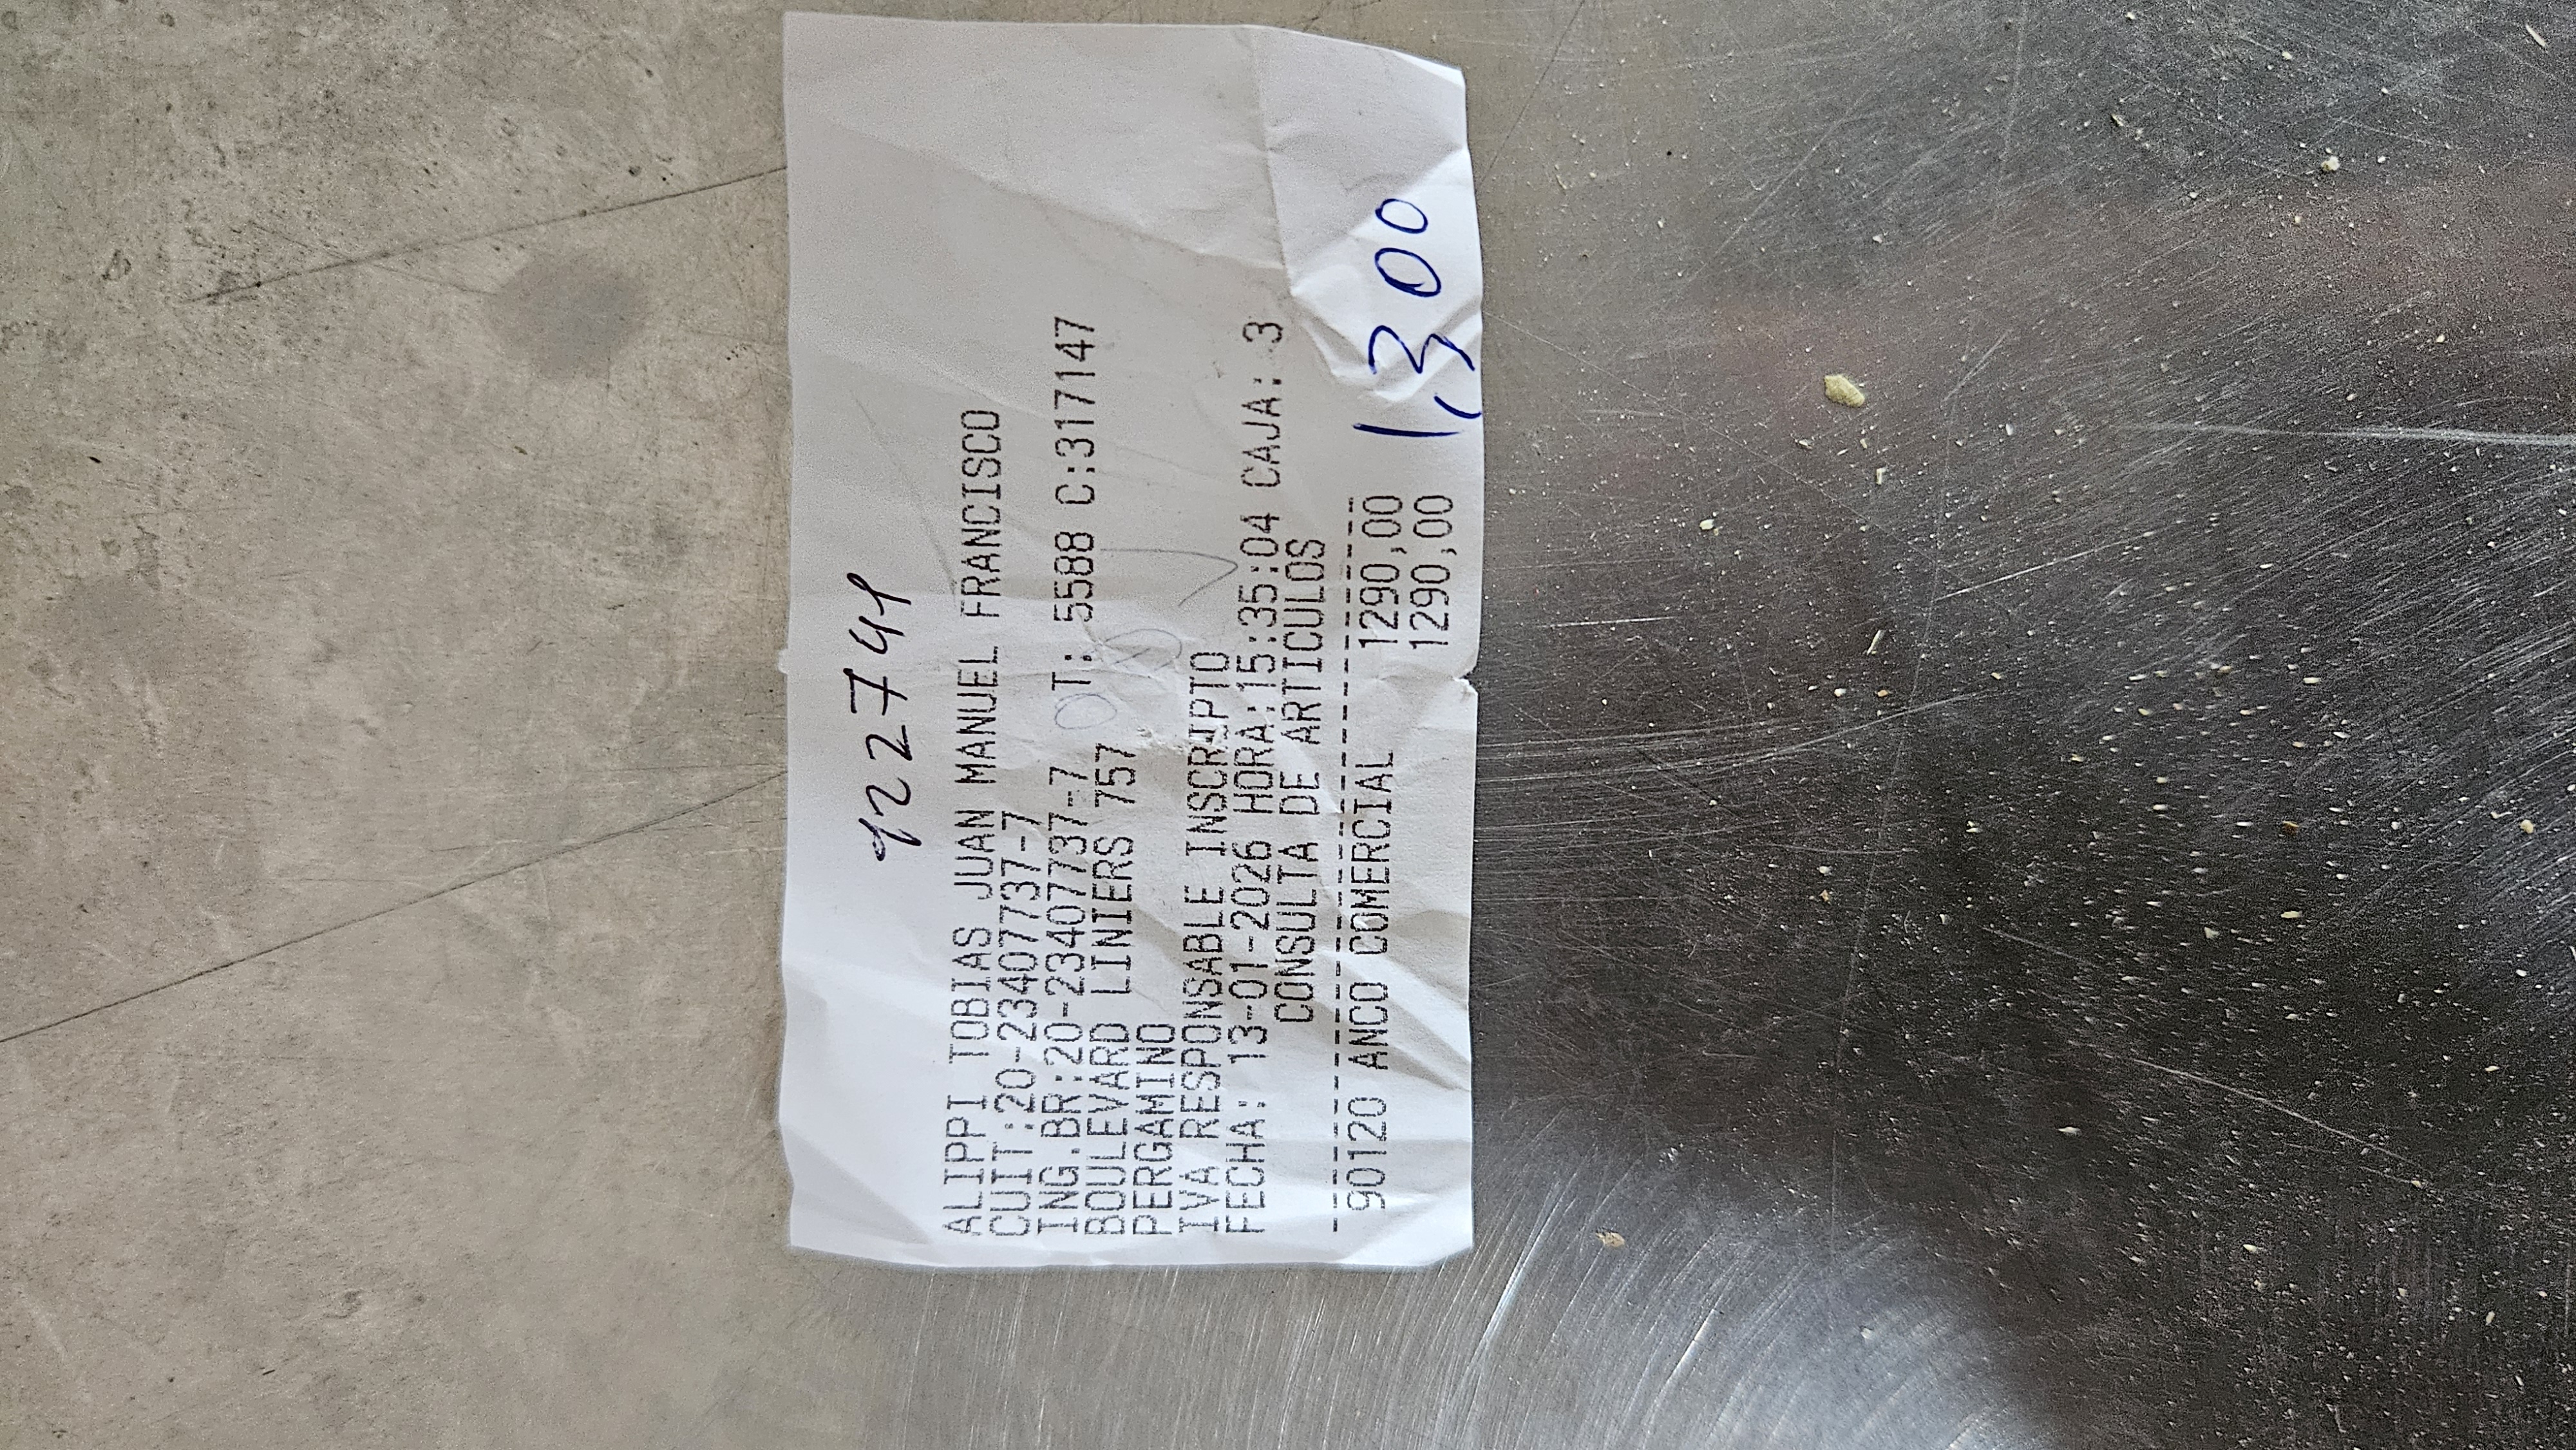 922744
ALIPPI TOBIAS JUAN MANUEL FRANCISCO
CUIT:20-23407737-7
ING.BR:20-23407737-7 OT: 5588 C:317147
BOULEVARD LINIERS 757
PERGAMINO
IVA RESPONSABLE INSCRIPTO
FECHA: 13-01-2026 HORA:15:35:04 CAJA: 3
CONSULTA DE ARTICULOS
90120 ANCO COMERCIAL 1290,00
1290,00
1300